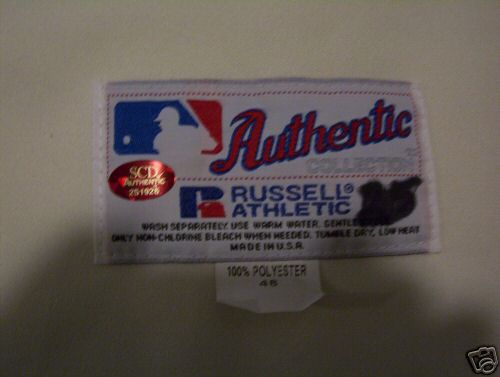 Authentic
COLLECTION
SCD
AUTHENTIC
251928
RUSSELL®
ATHLETIC
WASH SEPARATELY. USE WARM WATER. GENTLE
ONLY NON-CHLORINE BLEACH WHEN NEEDED. TUMBLE DRY, LOW HEAT
MADE IN U.S.A.
100% POLYESTER
48